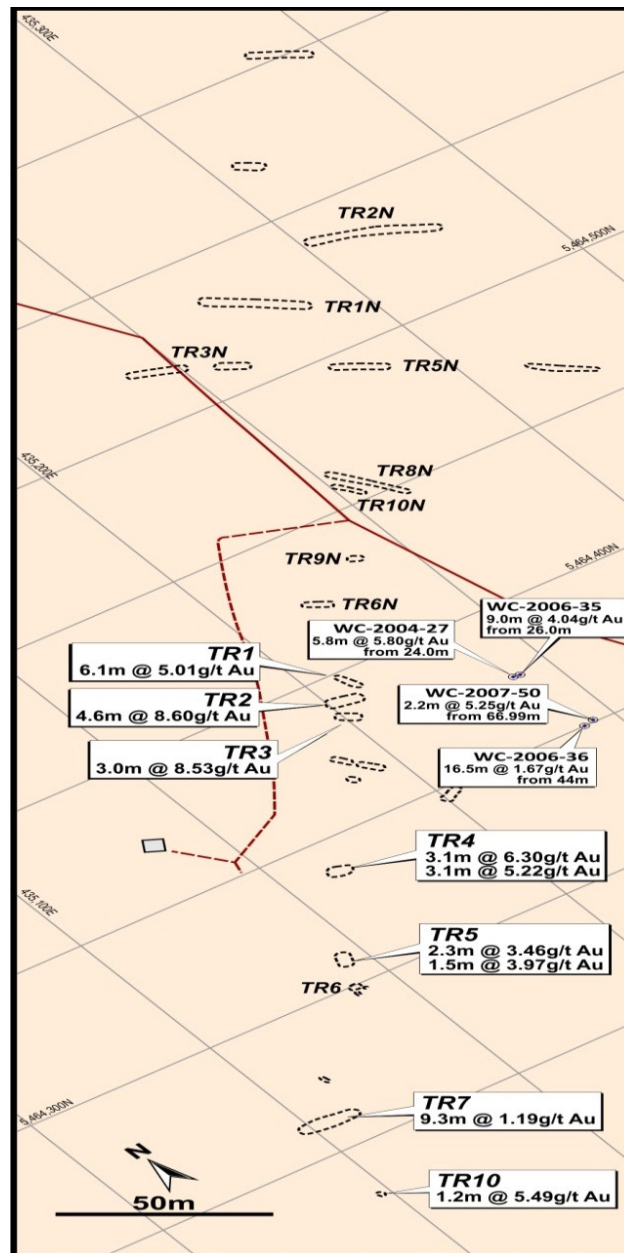 435,300E
TR2N
5,464,500N
TR1N
TR3N
TR5N
435,200E
TR8N
TR10N
5,464,400N
TR9N
TR6N
WC-2006-35
9.0m @ 4.04g/t Au
from 26.0m
WC-2004-27
5.8m @ 5.80g/t Au
from 24.0m
TR1
6.1m @ 5.01g/t Au
TR2
4.6m @ 8.60g/t Au
WC-2007-50
2.2m @ 5.25g/t Au
from 66.99m
TR3
3.0m @ 8.53g/t Au
WC-2006-36
16.5m @ 1.67g/t Au
from 44m
TR4
3.1m @ 6.30g/t Au
3.1m @ 5.22g/t Au
435,100E
TR5
2.3m @ 3.46g/t Au
1.5m @ 3.97g/t Au
TR6
5,464,300N
TR7
9.3m @ 1.19g/t Au
N
50m
TR10
1.2m @ 5.49g/t Au